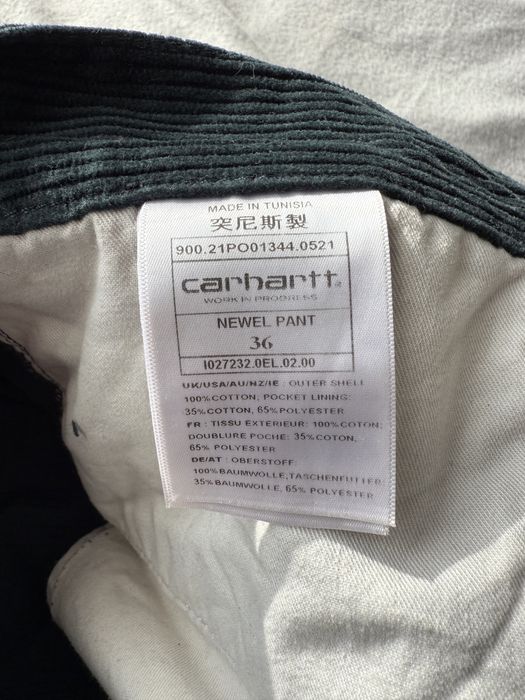 MADE IN TUNISIA
突尼斯製
900.21PO01344.0521
carhartt
WORK IN PROGRESS
NEWEL PANT
36
I027232.0EL.02.00
UK/USA/AU/NZ/IE : OUTER SHELL
100%COTTON, POCKET LINING:
35%COTTON, 65%POLYESTER
FR : TISSU EXTERIEUR: 100%COTON;
DOUBLURE POCHE: 35%COTON,
65% POLYESTER
DE/AT : OBERSTOFF:
100%BAUMWOLLE,TASCHENFUTTER
35%BAUMWOLLE, 65% POLYESTER